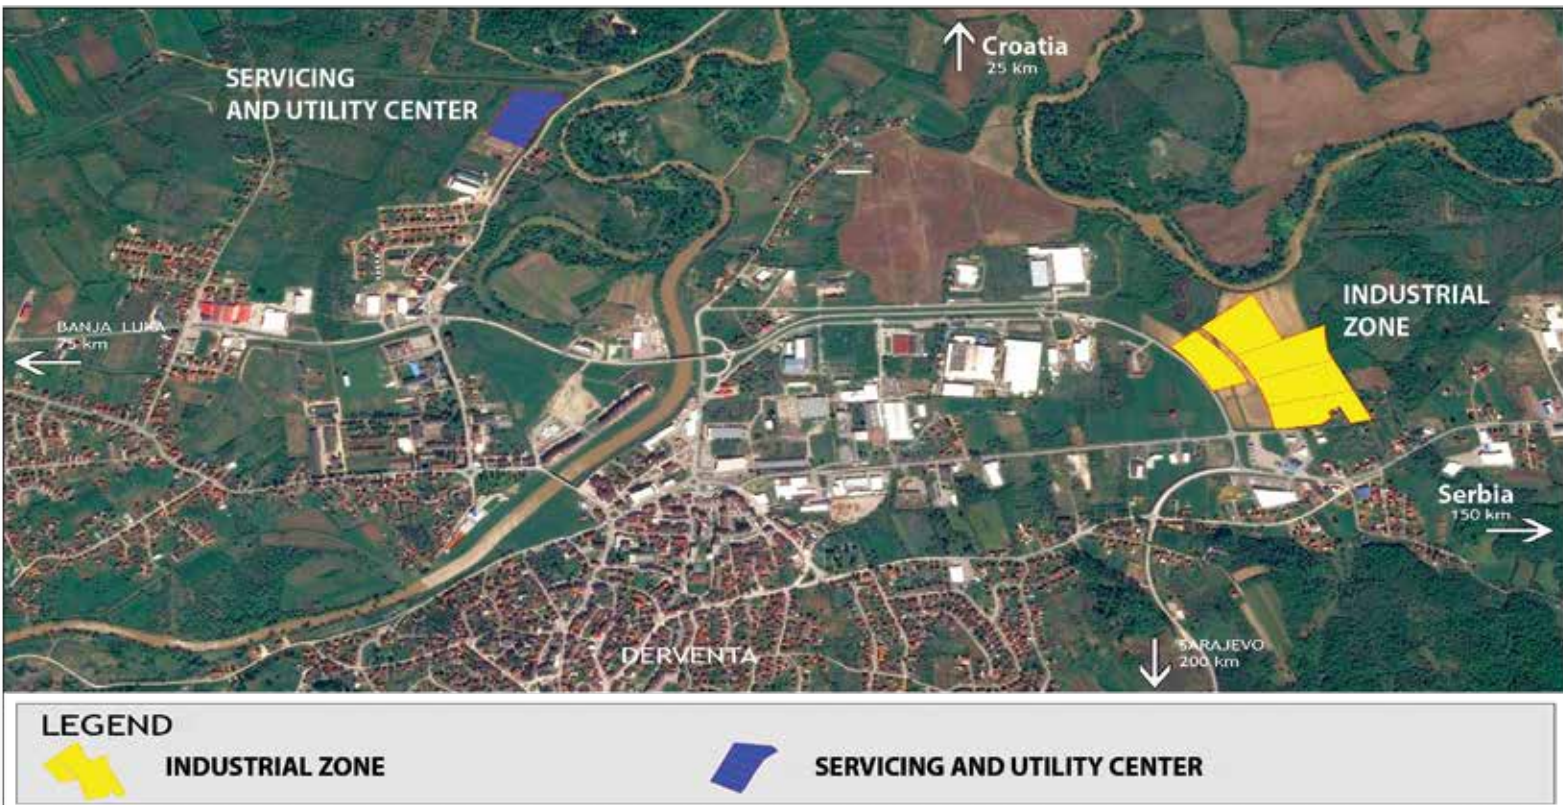 Croatia
25 km
SERVICING
AND UTILITY CENTER
INDUSTRIAL
ZONE
BANJA LUKA
75 km
Serbia
150 km
SARAJEVO
200 km
DERVENTA
LEGEND
INDUSTRIAL ZONE
SERVICING AND UTILITY CENTER